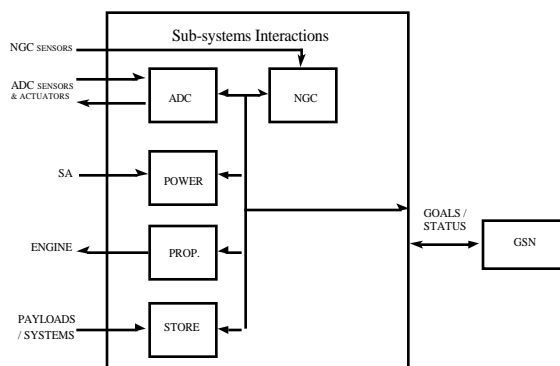 Sub-systems Interactions
NGC SENSORS
ADC SENSORS
& ACTUATORS
ADC
NGC
SA
POWER
GOALS /
STATUS
GSN
ENGINE
PROP.
PAYLOADS
/ SYSTEMS
STORE